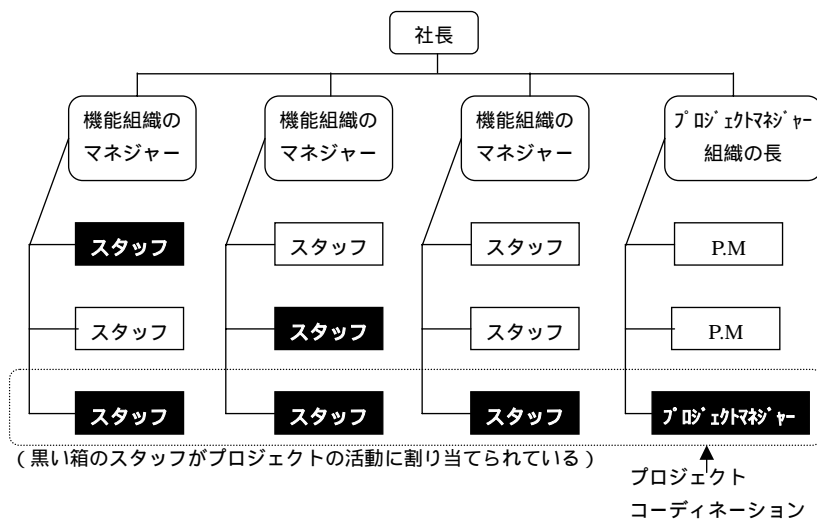 社長
機能組織の
マネジャー
機能組織の
マネジャー
機能組織の
マネジャー
ﾌﾟﾛｼﾞｪｸﾄﾏﾈｼﾞｬｰ
組織の長
スタッフ
スタッフ
スタッフ
P.M
スタッフ
スタッフ
スタッフ
P.M
スタッフ
スタッフ
スタッフ
ﾌﾟﾛｼﾞｪｸﾄﾏﾈｼﾞｬｰ
(黒い箱のスタッフがプロジェクトの活動に割り当てられている)
プロジェクト
コーディネーション